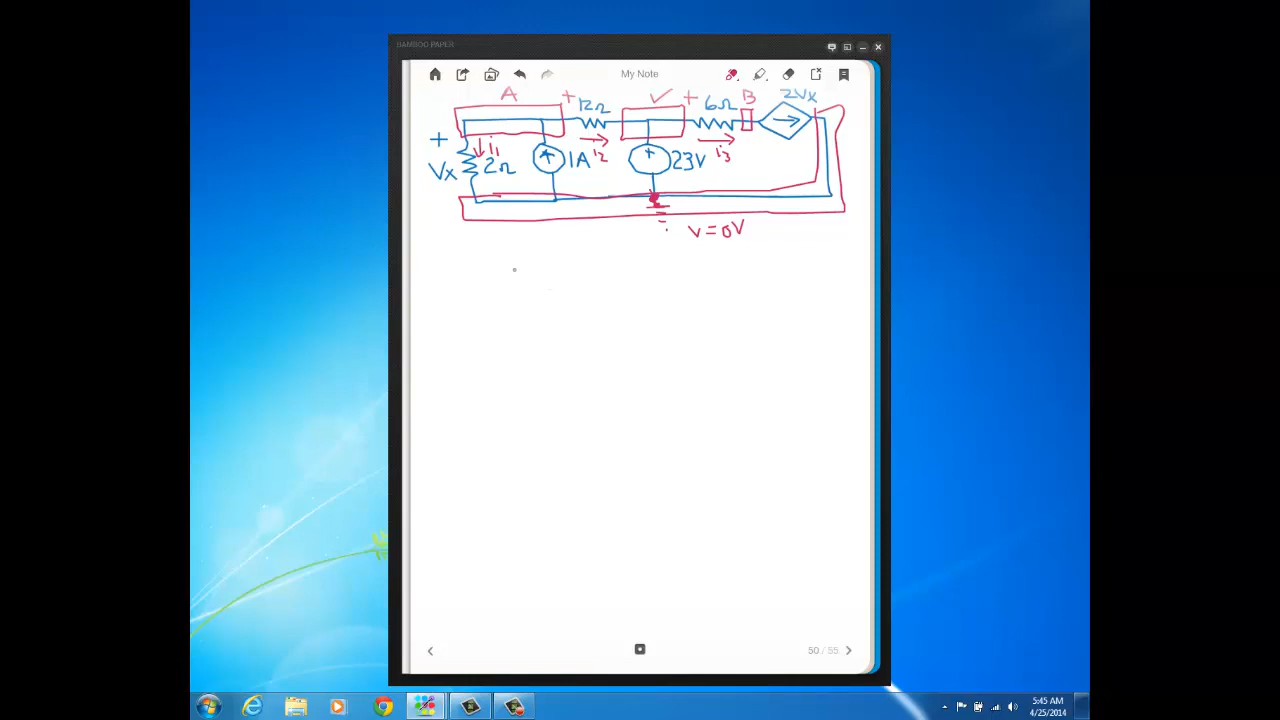 BAMBOO PAPER
My Note
A + 12Ω ✓ + 6Ω B 2Vx
+ i1 i2 i3
Vx 2Ω 1A + 23V
V=0V
50 / 55
5:45 AM
4/25/2014